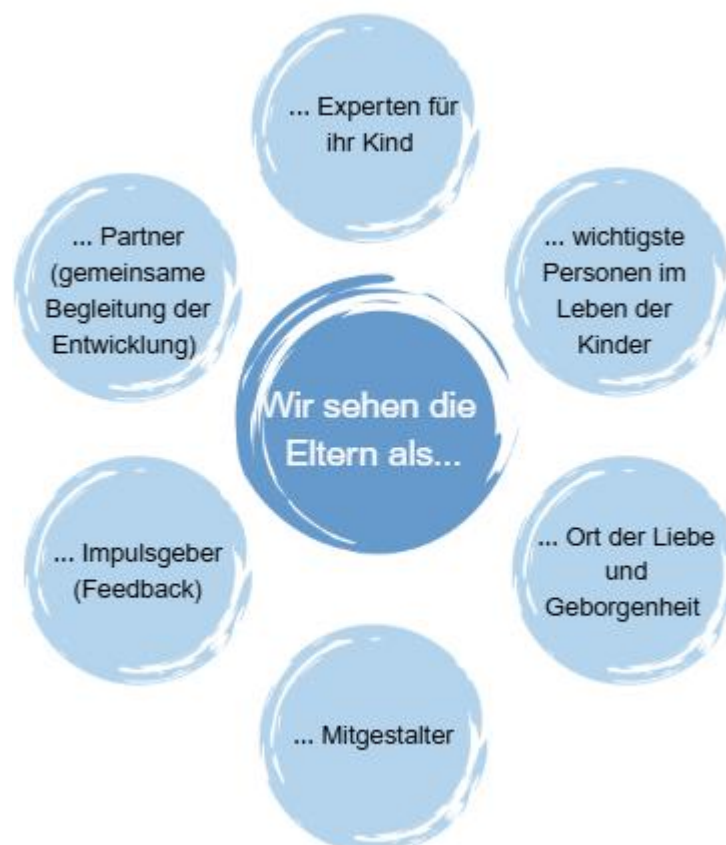 Wir sehen die
Eltern als...
... Experten für
ihr Kind
... wichtigste
Personen im
Leben der
Kinder
... Ort der Liebe
und
Geborgenheit
... Mitgestalter
... Impulsgeber
(Feedback)
... Partner
(gemeinsame
Begleitung der
Entwicklung)